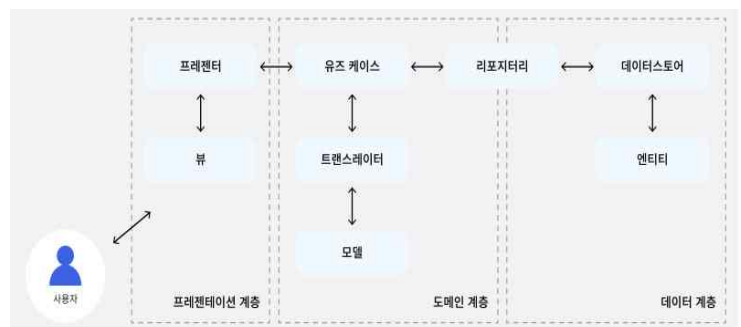 프레젠터
유즈 케이스
리포지터리
데이터스토어
뷰
트랜스레이터
엔티티
모델
사용자
프레젠테이션 계층
도메인 계층
데이터 계층